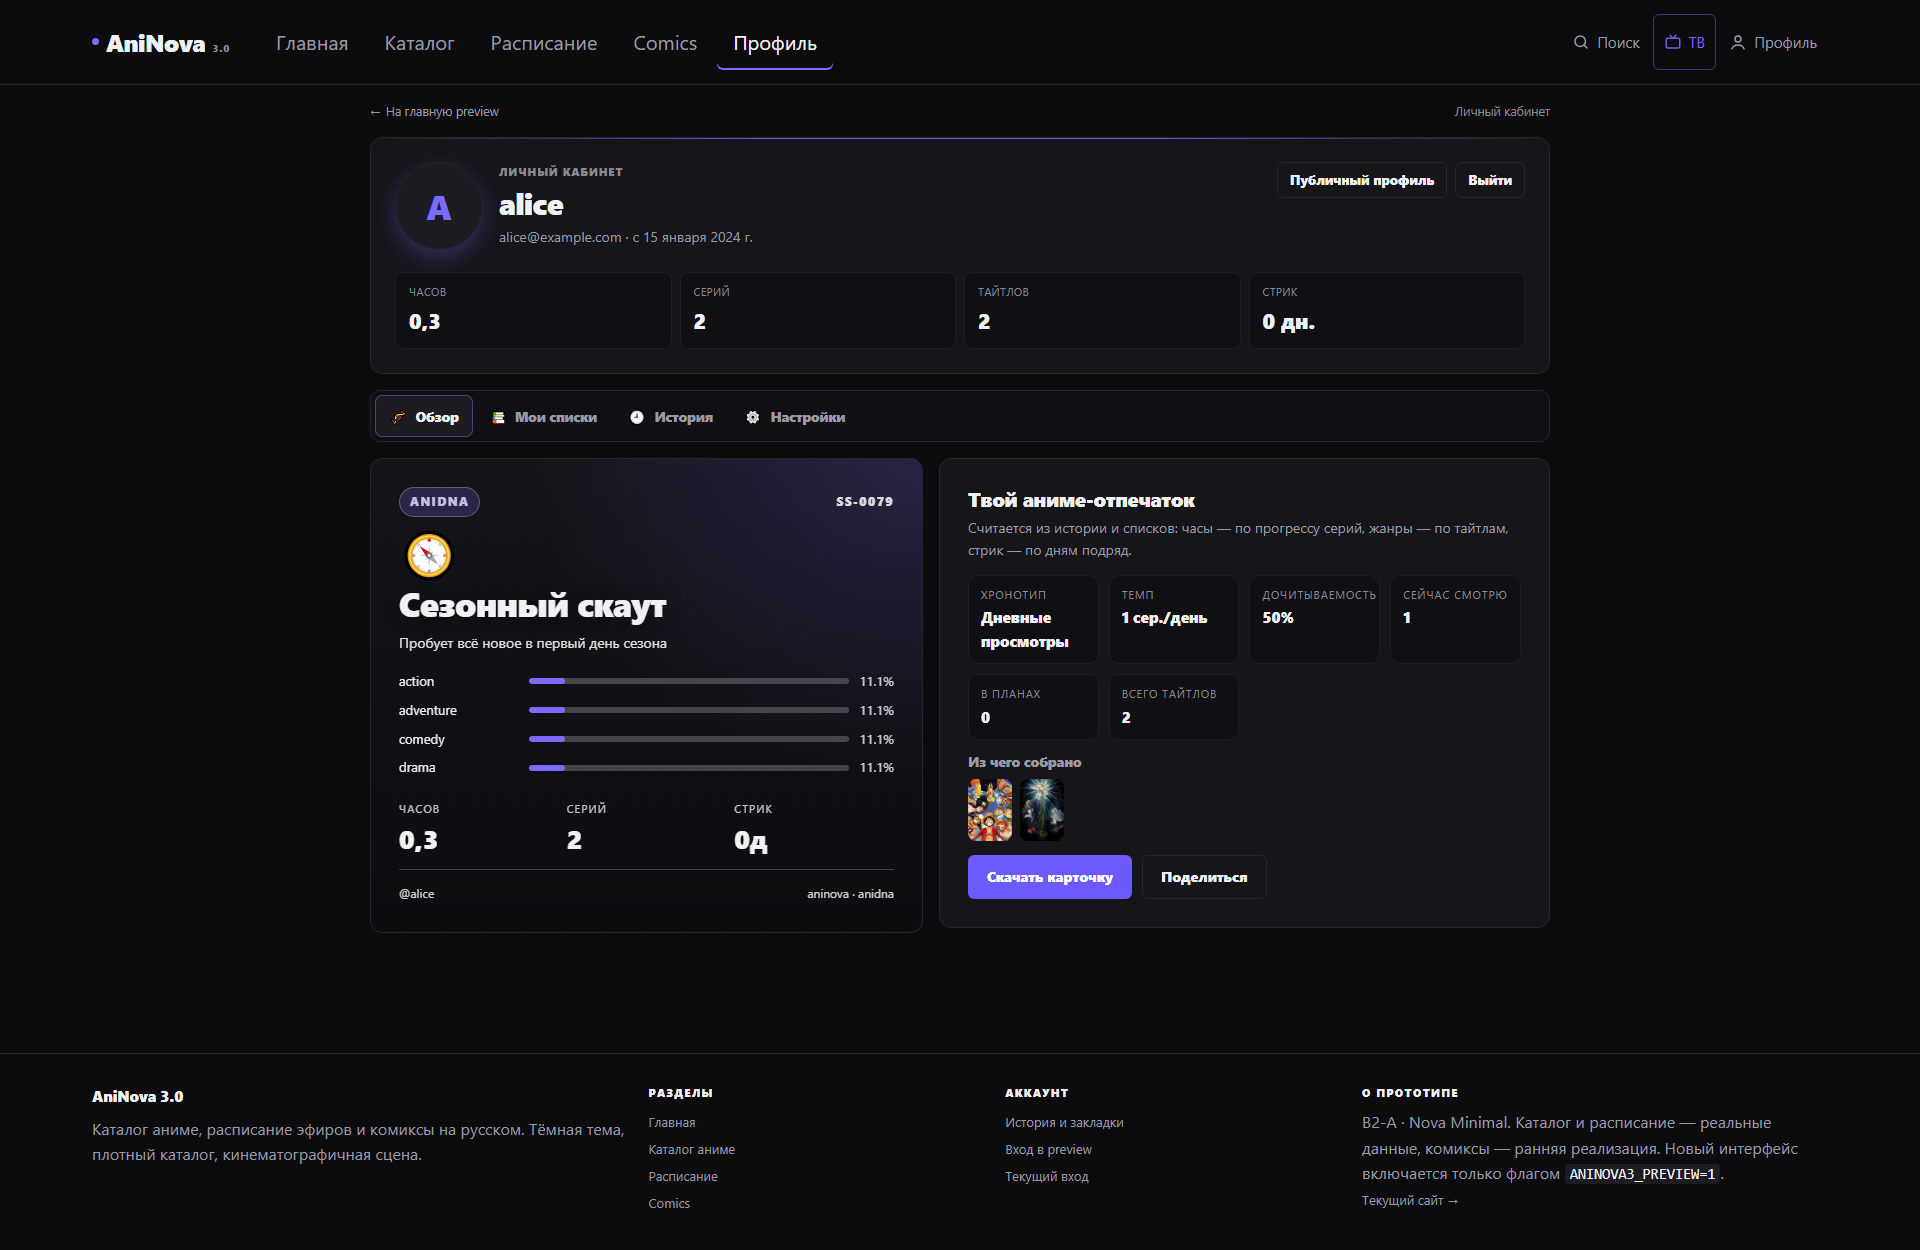 AniNova 3.0
Главная
Каталог
Расписание
Comics
Профиль
Поиск
ТВ
Профиль
← На главную preview
Личный кабинет
A
ЛИЧНЫЙ КАБИНЕТ
alice
alice@example.com · с 15 января 2024 г.
Публичный профиль
Выйти
ЧАСОВ
0,3
СЕРИЙ
2
ТАЙТЛОВ
2
СТРИК
0 дн.
Обзор
Мои списки
История
Настройки
ANIDNA
SS-0079
Сезонный скаут
Пробует всё новое в первый день сезона
action 11.1%
adventure 11.1%
comedy 11.1%
drama 11.1%
ЧАСОВ
0,3
СЕРИЙ
2
СТРИК
0д
@alice
aninova · anidna
Твой аниме-отпечаток
Считается из истории и списков: часы — по прогрессу серий, жанры — по тайтлам,
стрик — по дням подряд.
ХРОНОТИП
Дневные
просмотры
ТЕМП
1 сер./день
ДОЧИТЫВАЕМОСТЬ
50%
СЕЙЧАС СМОТРЮ
1
В ПЛАНАХ
0
ВСЕГО ТАЙТЛОВ
2
Из чего собрано
Скачать карточку
Поделиться
AniNova 3.0
Каталог аниме, расписание эфиров и комиксы на русском. Тёмная тема,
плотный каталог, кинематографичная сцена.
РАЗДЕЛЫ
Главная
Каталог аниме
Расписание
Comics
АККАУНТ
История и закладки
Вход в preview
Текущий вход
О ПРОТОТИПЕ
B2-A · Nova Minimal. Каталог и расписание — реальные
данные, комиксы — ранняя реализация. Новый интерфейс
включается только флагом ANINOVA3_PREVIEW=1.
Текущий сайт →